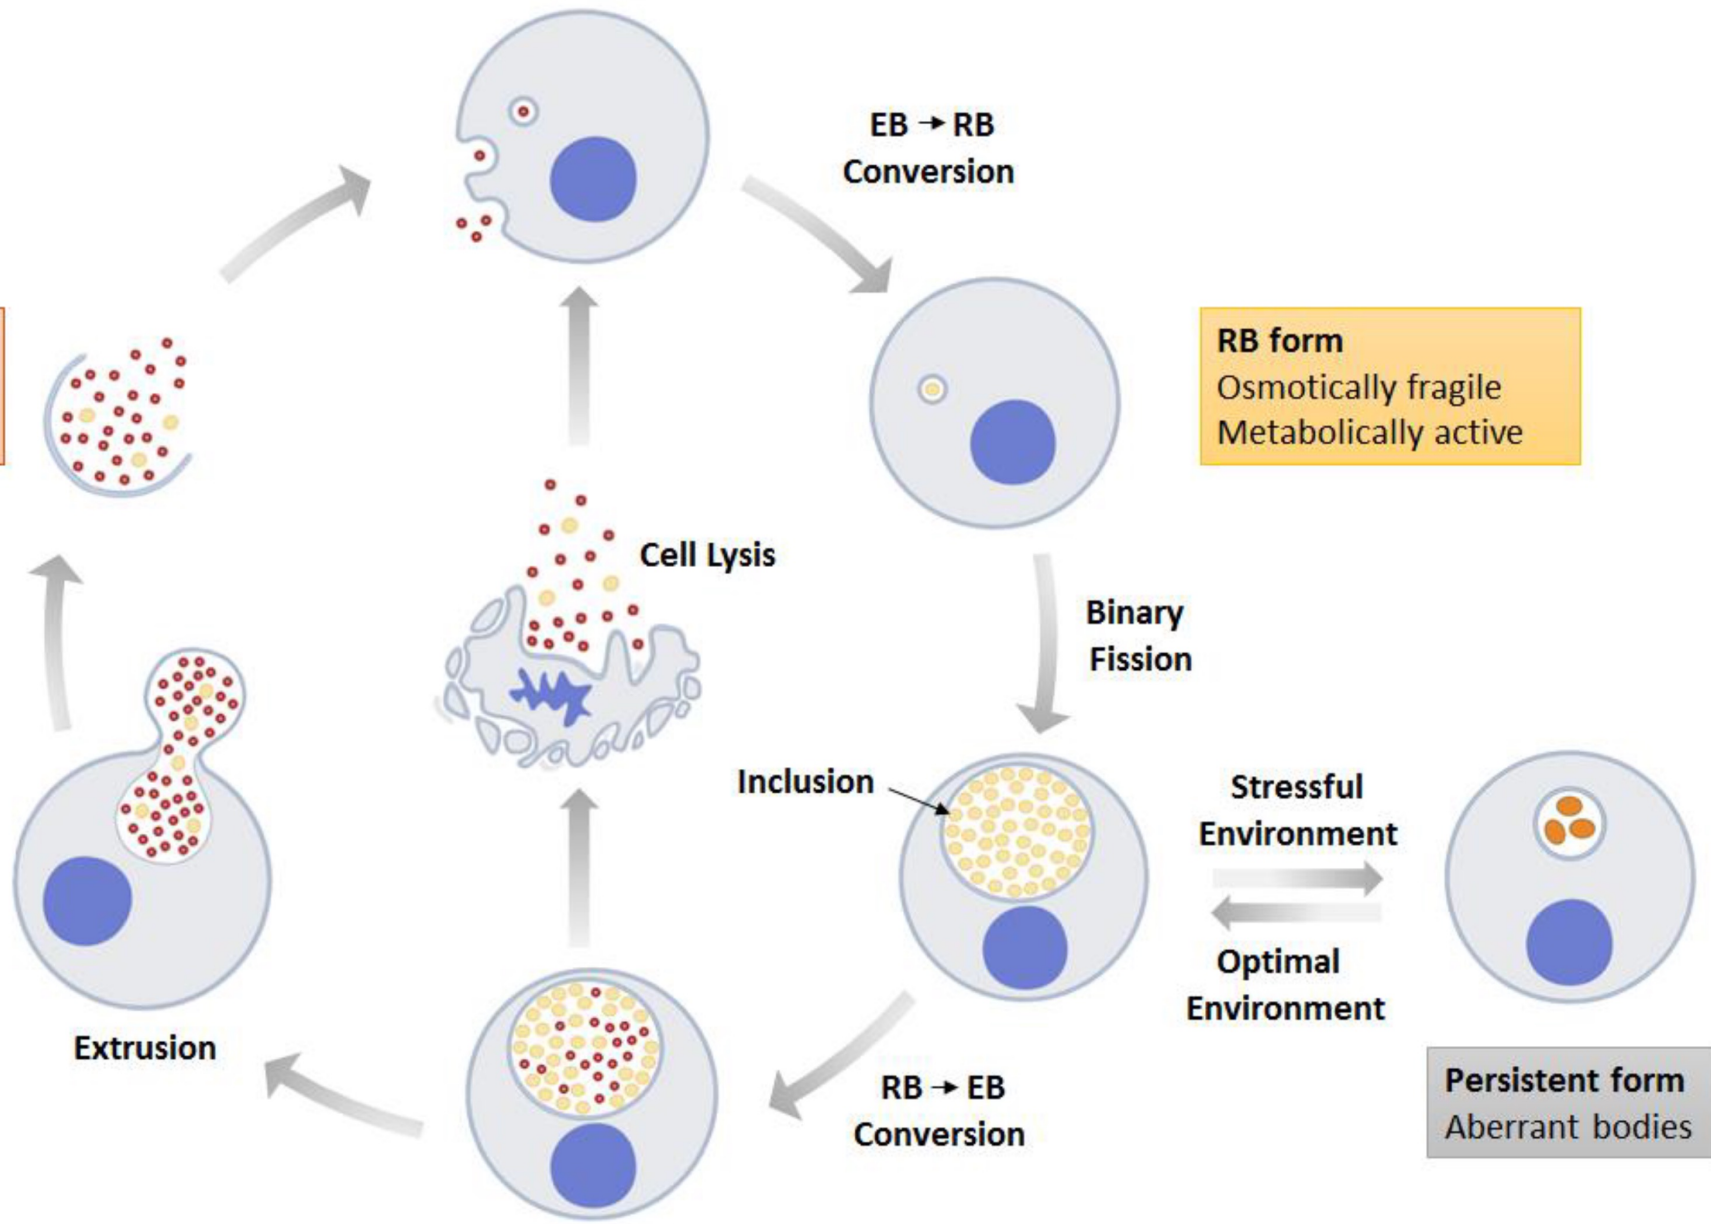 EB → RB
Conversion
RB form
Osmotically fragile
Metabolically active
Cell Lysis
Binary
Fission
Inclusion
Stressful
Environment
Optimal
Environment
Extrusion
RB → EB
Conversion
Persistent form
Aberrant bodies